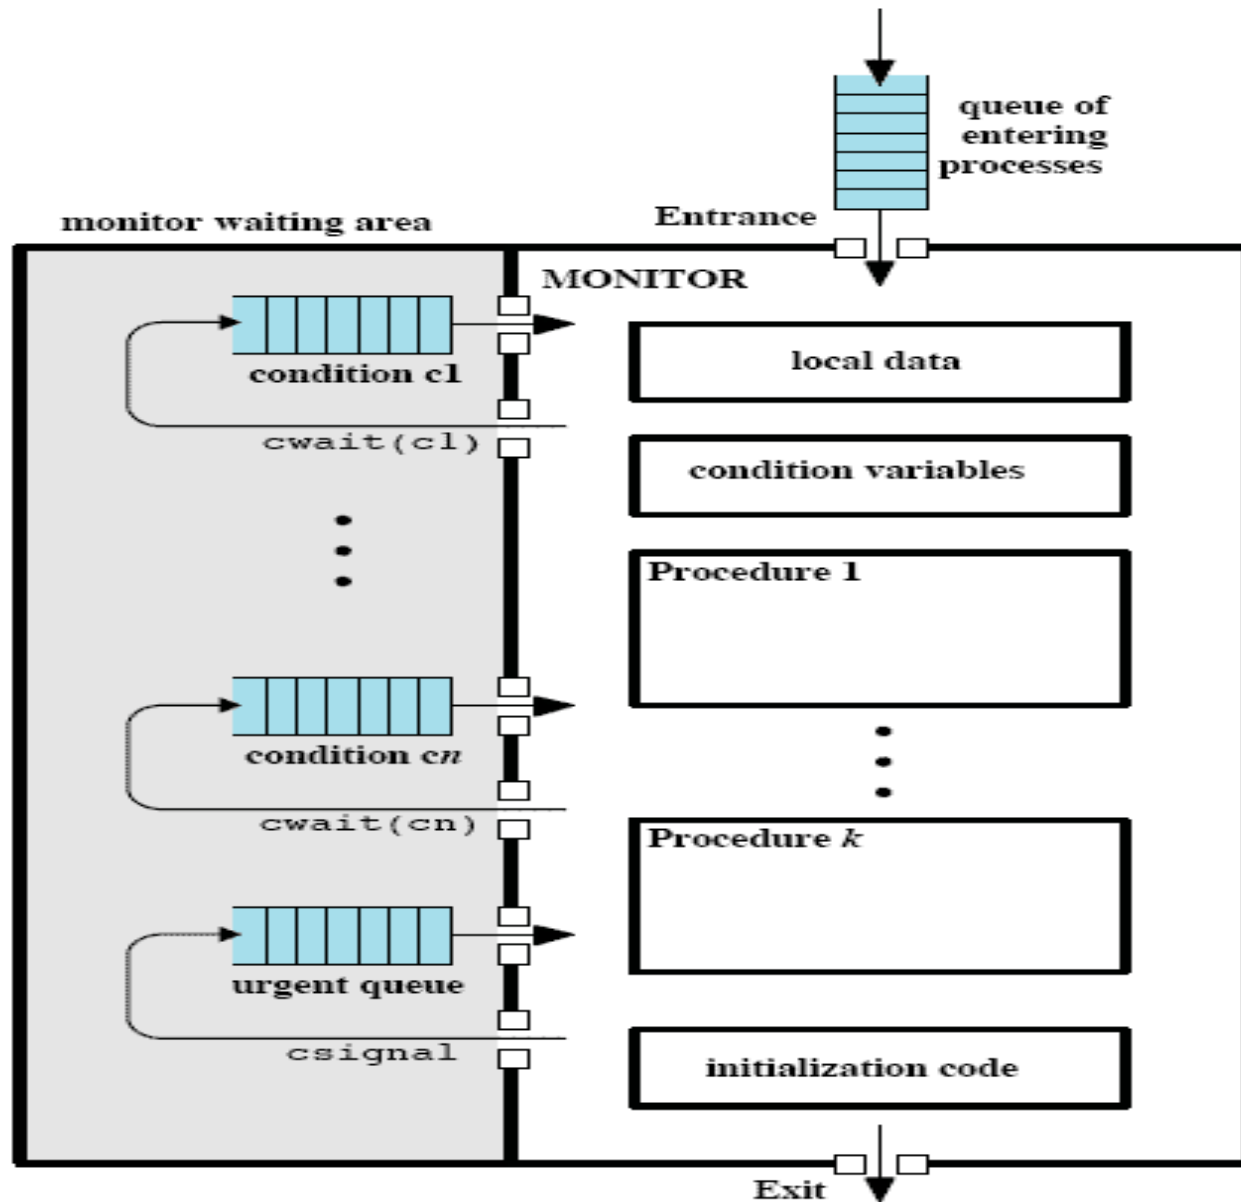 queue of
entering
processes
Entrance
monitor waiting area
MONITOR
condition c1
cwait(c1)
local data
condition variables
Procedure 1
condition cn
cwait(cn)
Procedure k
urgent queue
csignal
initialization code
Exit